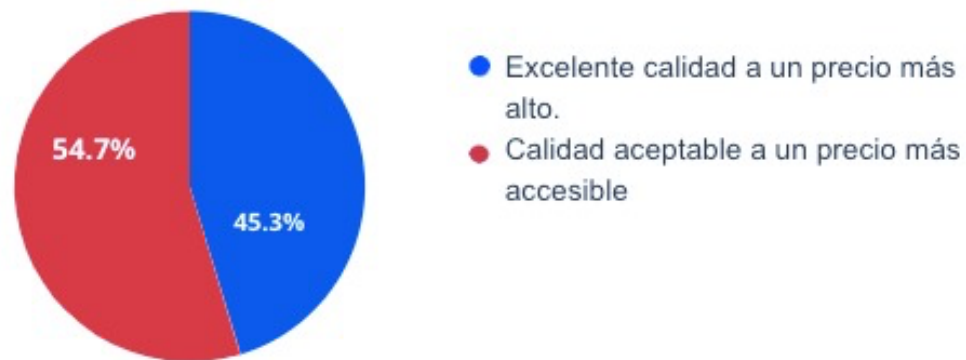 54.7%
45.3%
Excelente calidad a un precio más
alto.
Calidad aceptable a un precio más
accesible